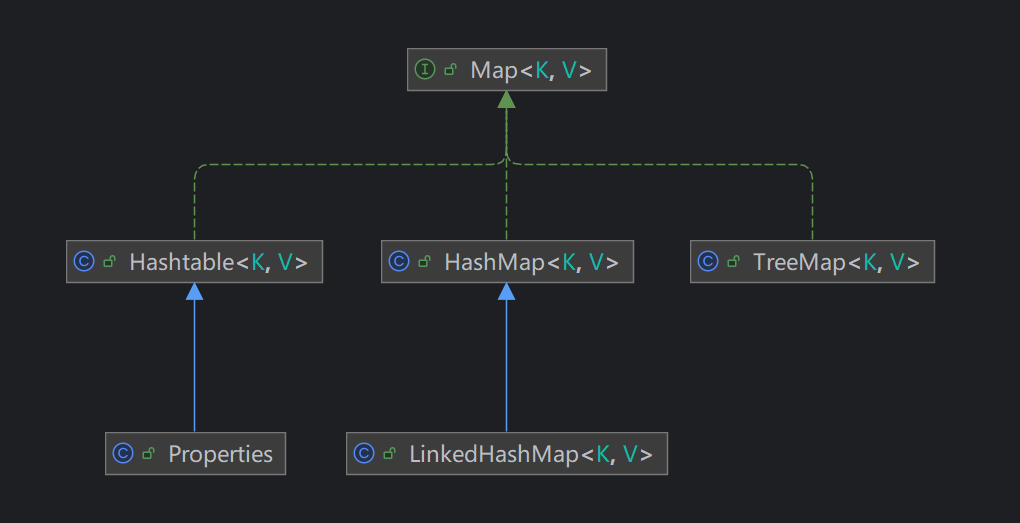 I Map<K, V>
C Hashtable<K, V>
C HashMap<K, V>
C TreeMap<K, V>
C Properties
C LinkedHashMap<K, V>